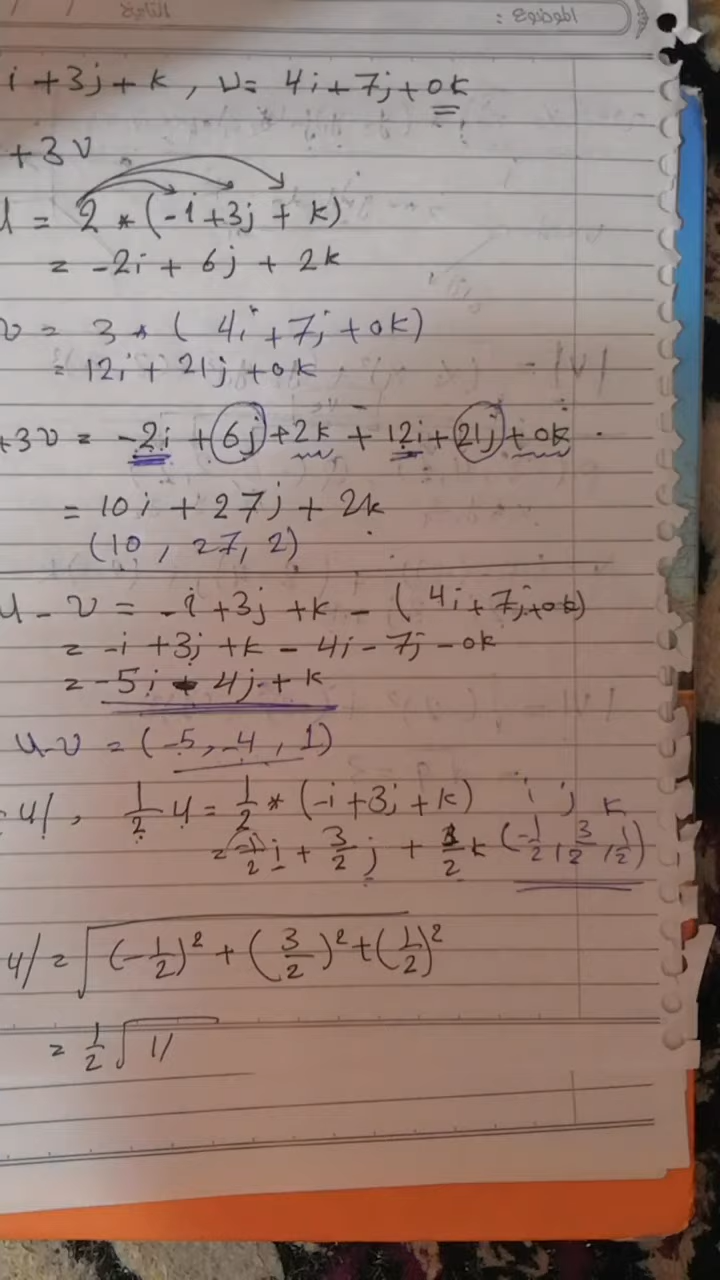 الموضوع :
i + 3j + k , v = 4i + 7j + 0k
+ 3v
= 2 * (-i + 3j + k)
= -2i + 6j + 2k
v = 3 * ( 4i + 7j + 0k)
= 12i + 21j + 0k
+3v = -2i + 6j + 2k + 12i + 21j + 0k
= 10i + 27j + 2k
(10 , 27, 2)
u - v = -i + 3j + k - ( 4i + 7j + 0k)
= -i + 3j + k - 4i - 7j - 0k
= -5i - 4j + k
u - v = (-5, -4, 1)
u|, 1/2 u = 1/2 * (-i + 3j + k) i j k
= -1/2 i + 3/2 j + 1/2 k (-1/2, 3/2, 1/2)
u| = √((-1/2)² + (3/2)² + (1/2)²)
= 1/2 √11